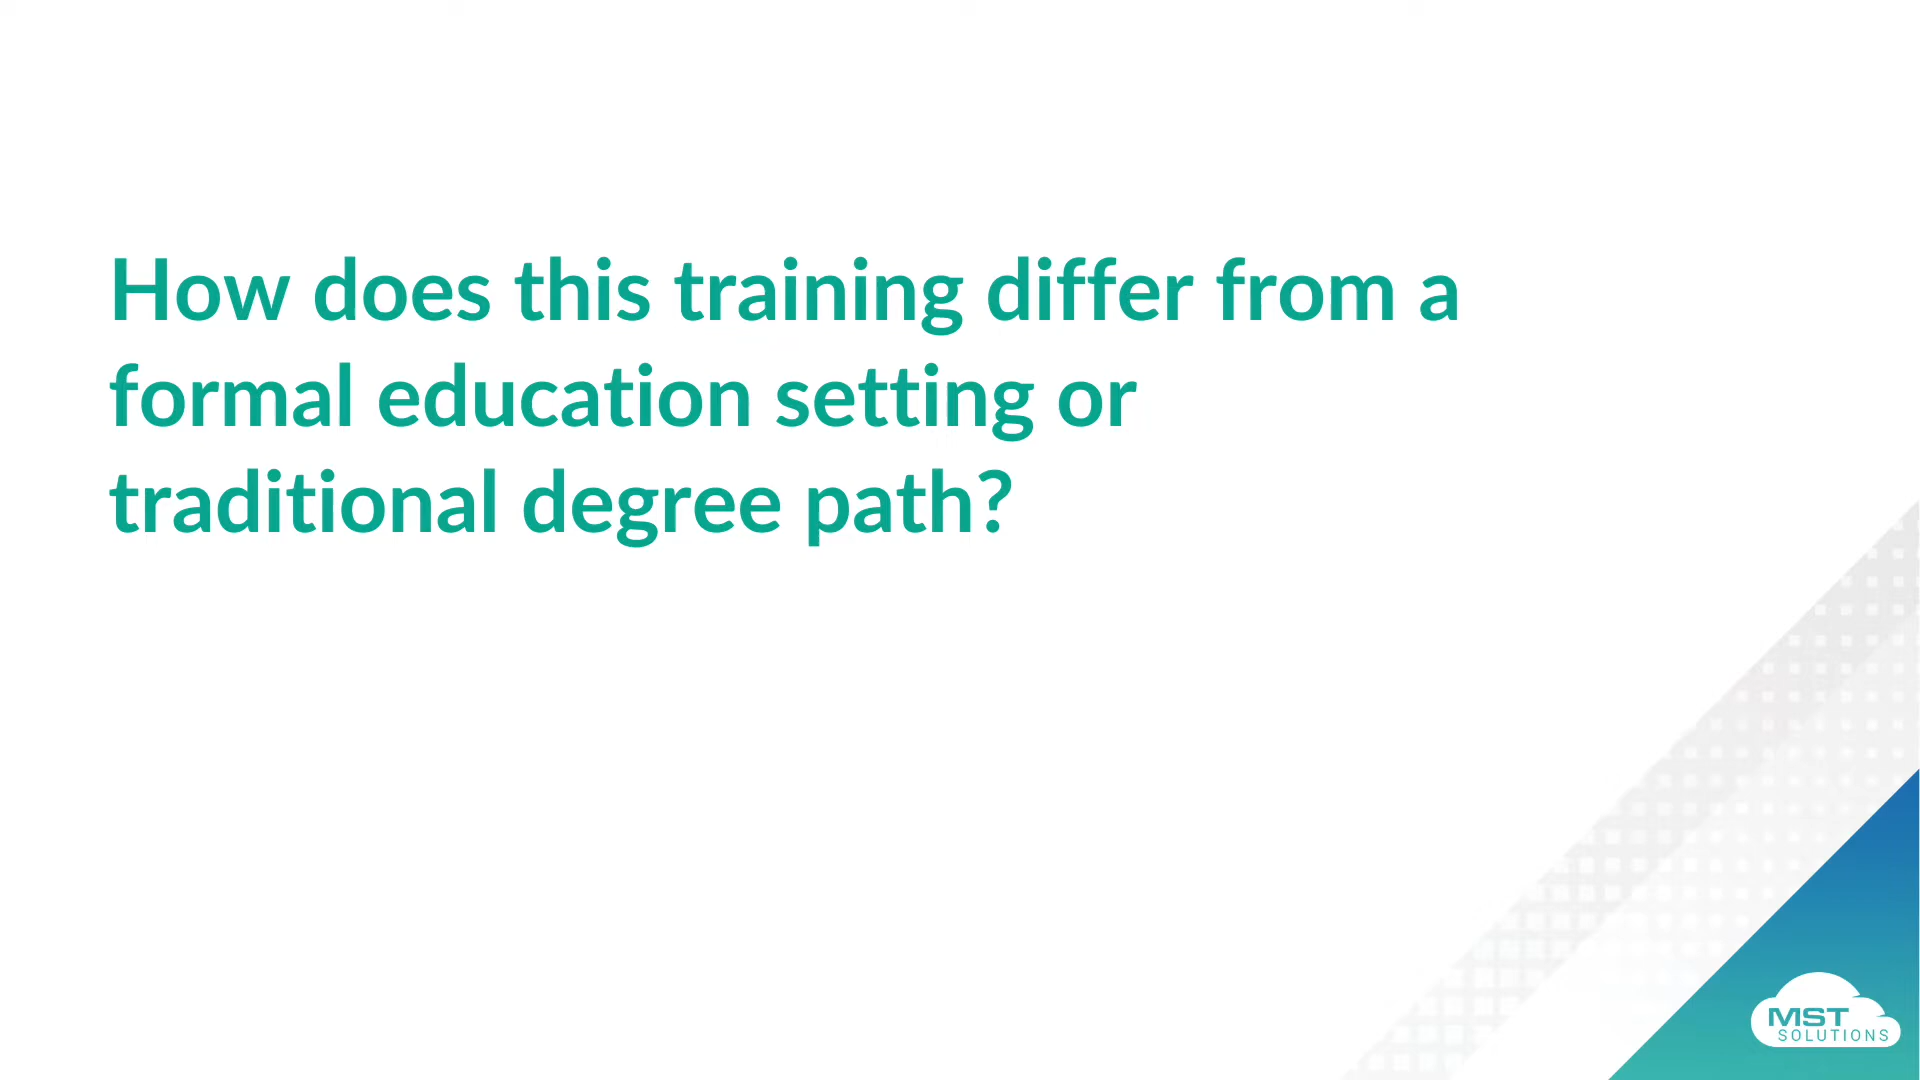 How does this training differ from a
formal education setting or
traditional degree path?
MST
SOLUTIONS